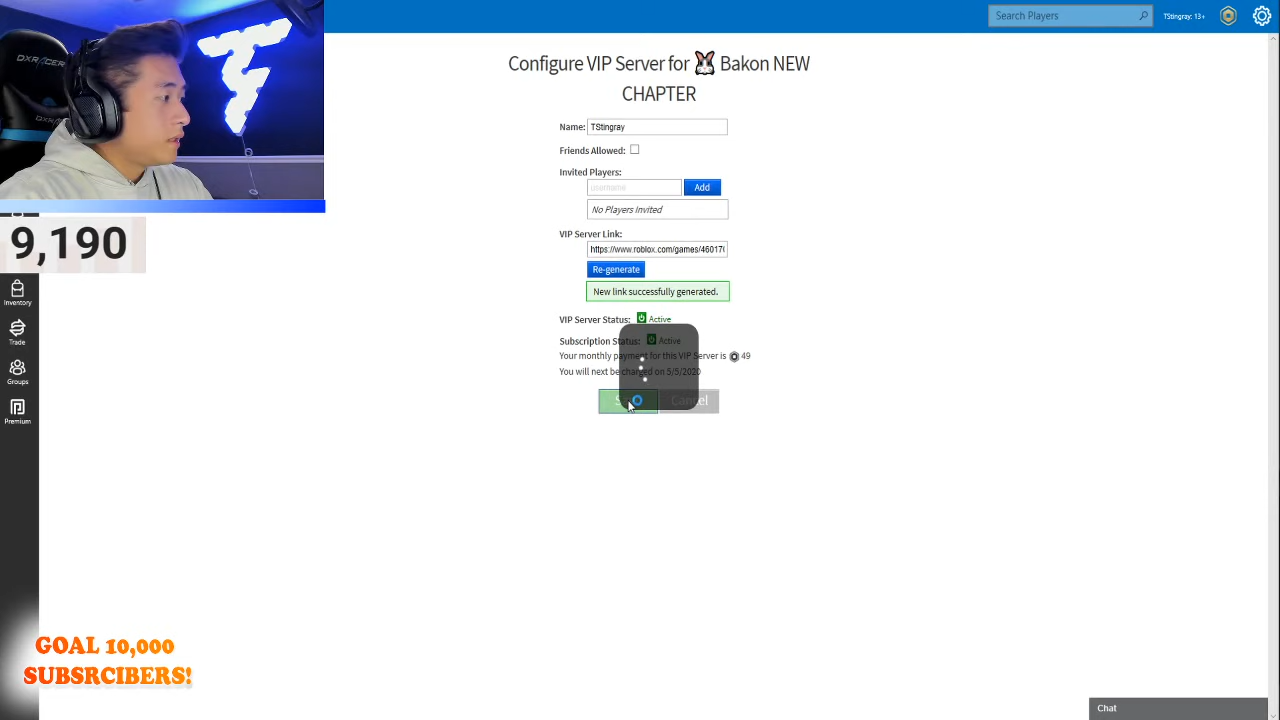 Search Players
TStingray: 13+
Configure VIP Server for Bakon NEW
CHAPTER
Name: TStingray
Friends Allowed:
Invited Players:
username Add
No Players Invited
VIP Server Link:
https://www.roblox.com/games/46017
Re-generate
New link successfully generated.
VIP Server Status: Active
Subscription Status: Active
Your monthly payment for this VIP Server is 49
You will next be charged on 5/5/2020
Cancel
9,190
Inventory
Trade
Groups
Premium
GOAL 10,000
SUBSRCIBERS!
Chat
DXRACER